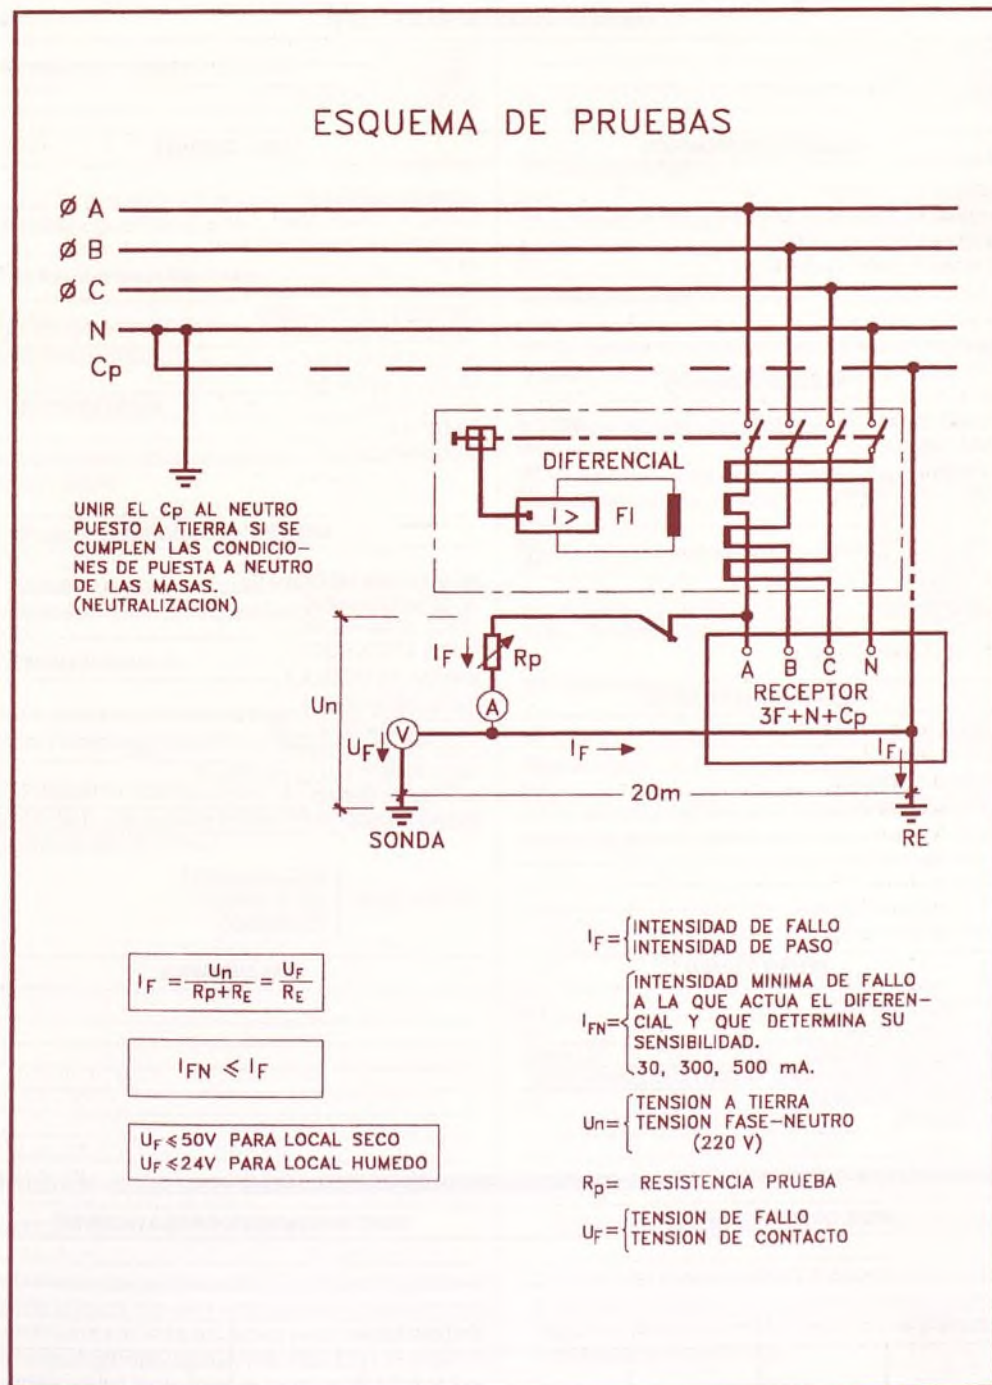 ESQUEMA DE PRUEBAS
Ø A
Ø B
Ø C
N
Cp
DIFERENCIAL
I >
FI
UNIR EL Cp AL NEUTRO
PUESTO A TIERRA SI SE
CUMPLEN LAS CONDICIO-
NES DE PUESTA A NEUTRO
DE LAS MASAS.
(NEUTRALIZACION)
IF
Rp
A
Un
UF
V
IF
A B C N
RECEPTOR
3F+N+Cp
IF
20m
SONDA
RE
IF = Un/Rp+RE = UF/RE
IFN ⩽ IF
UF ⩽ 50V PARA LOCAL SECO
UF ⩽ 24V PARA LOCAL HUMEDO
IF = { INTENSIDAD DE FALLO
INTENSIDAD DE PASO
IFN = { INTENSIDAD MINIMA DE FALLO
A LA QUE ACTUA EL DIFEREN-
CIAL Y QUE DETERMINA SU
SENSIBILIDAD.
30, 300, 500 mA.
Un = { TENSION A TIERRA
TENSION FASE-NEUTRO
(220 V)
Rp = RESISTENCIA PRUEBA
UF = { TENSION DE FALLO
TENSION DE CONTACTO